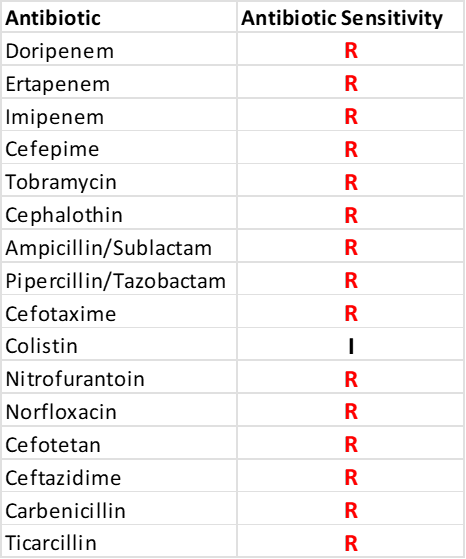 Antibiotic Antibiotic Sensitivity
Doripenem R
Ertapenem R
Imipenem R
Cefepime R
Tobramycin R
Cephalothin R
Ampicillin/Sublactam R
Pipercillin/Tazobactam R
Cefotaxime R
Colistin I
Nitrofurantoin R
Norfloxacin R
Cefotetan R
Ceftazidime R
Carbenicillin R
Ticarcillin R